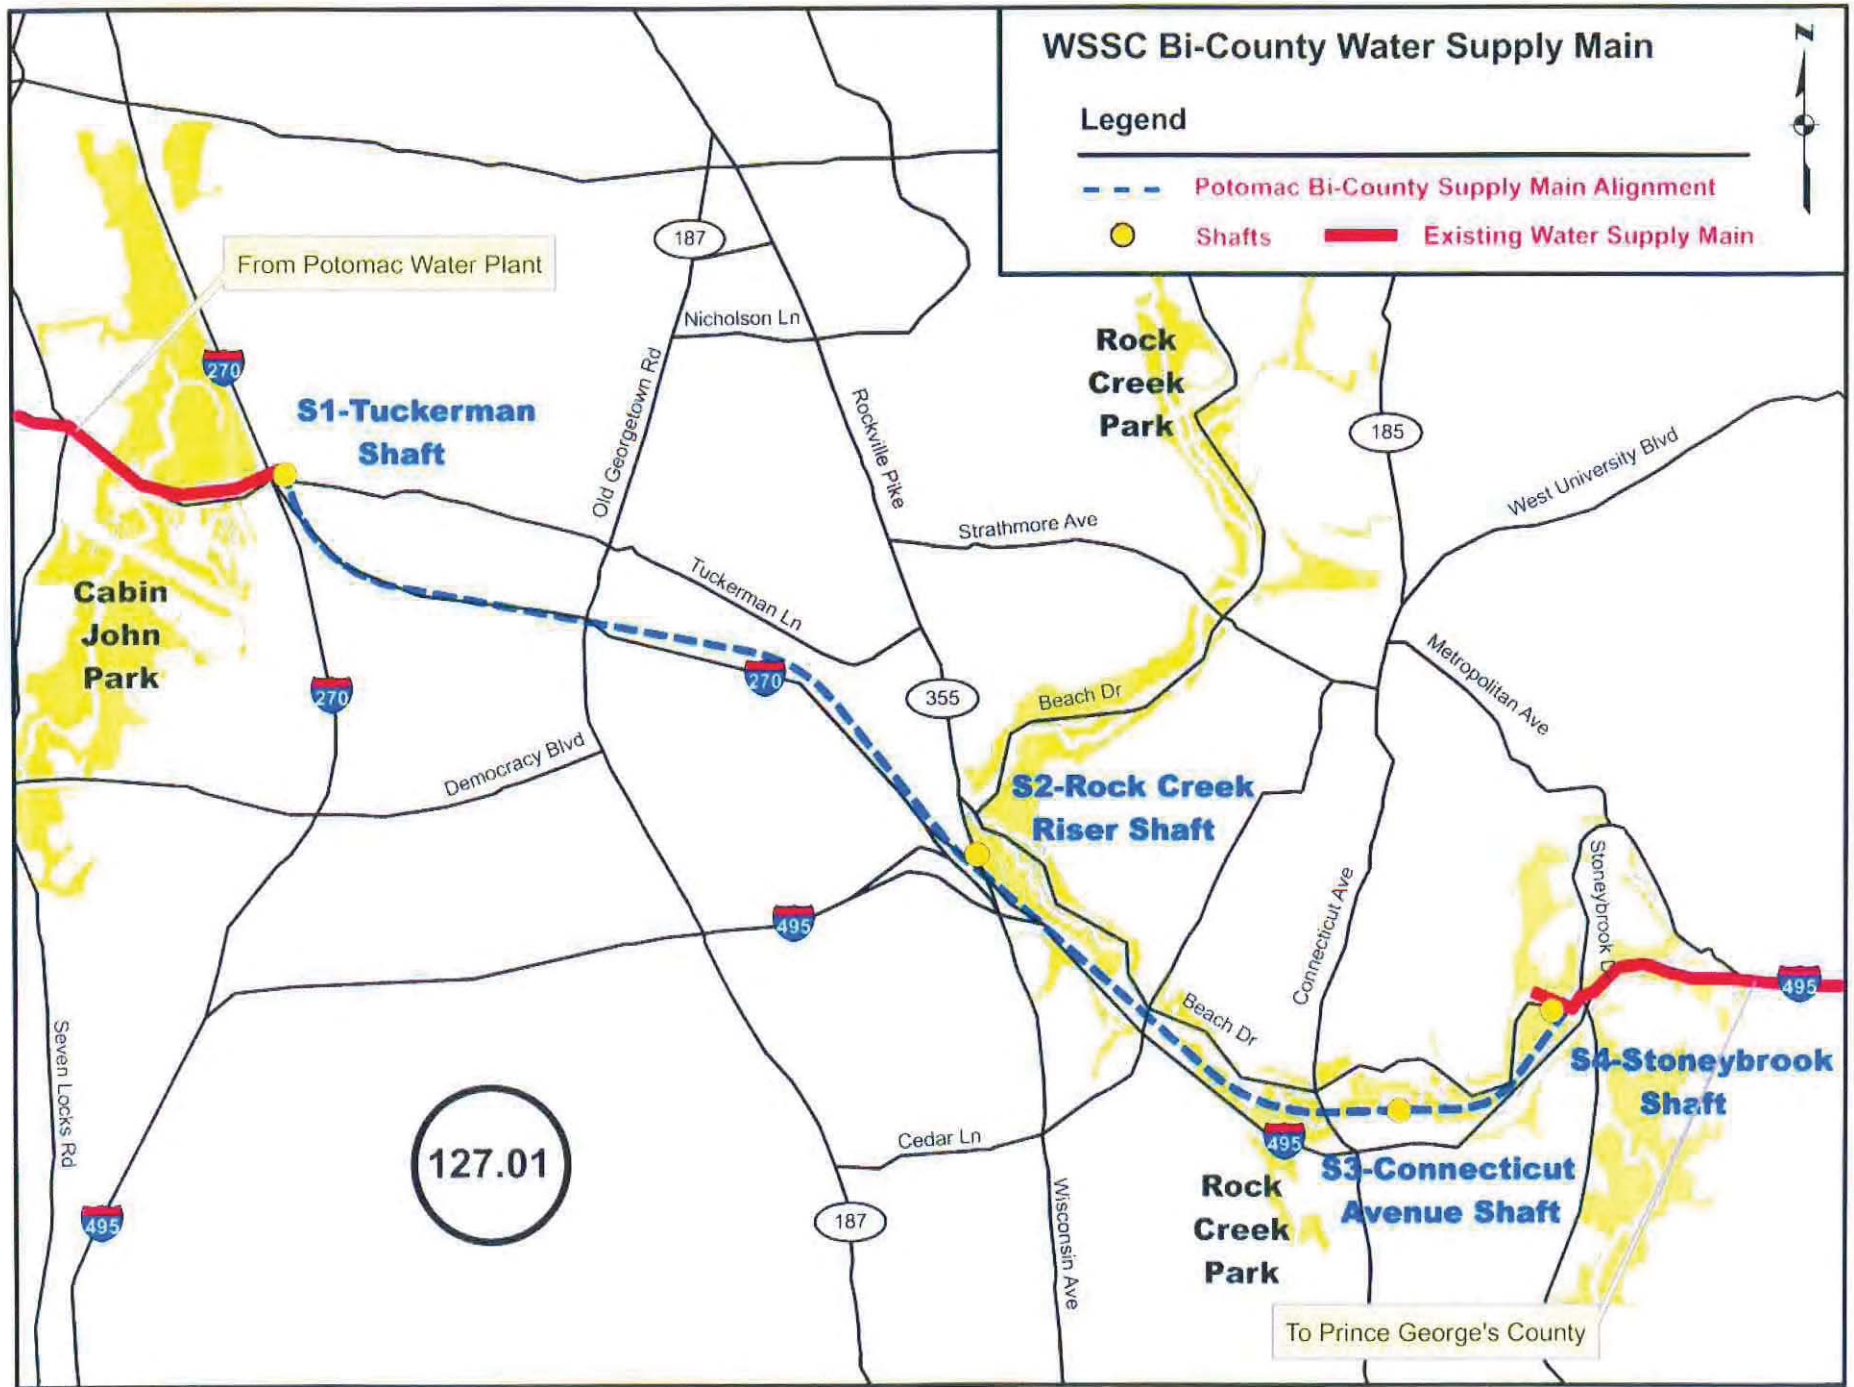 WSSC Bi-County Water Supply Main
N
Legend
Potomac Bi-County Supply Main Alignment
Shafts
Existing Water Supply Main
187
From Potomac Water Plant
Nicholson Ln
Rock
Creek
Park
270
S1-Tuckerman
Shaft
Old Georgetown Rd
Rockville Pike
185
West University Blvd
Strathmore Ave
Cabin
John
Park
Tuckerman Ln
270
270
355
Beach Dr
Metropolitan Ave
Democracy Blvd
S2-Rock Creek
Riser Shaft
Stoneybrook
495
Connecticut Ave
495
Beach Dr
Seven Locks Rd
S4-Stoneybrook
Shaft
127.01
Cedar Ln
495
S3-Connecticut
Avenue Shaft
Rock
Creek
Park
495
187
Wisconsin Ave
To Prince George's County